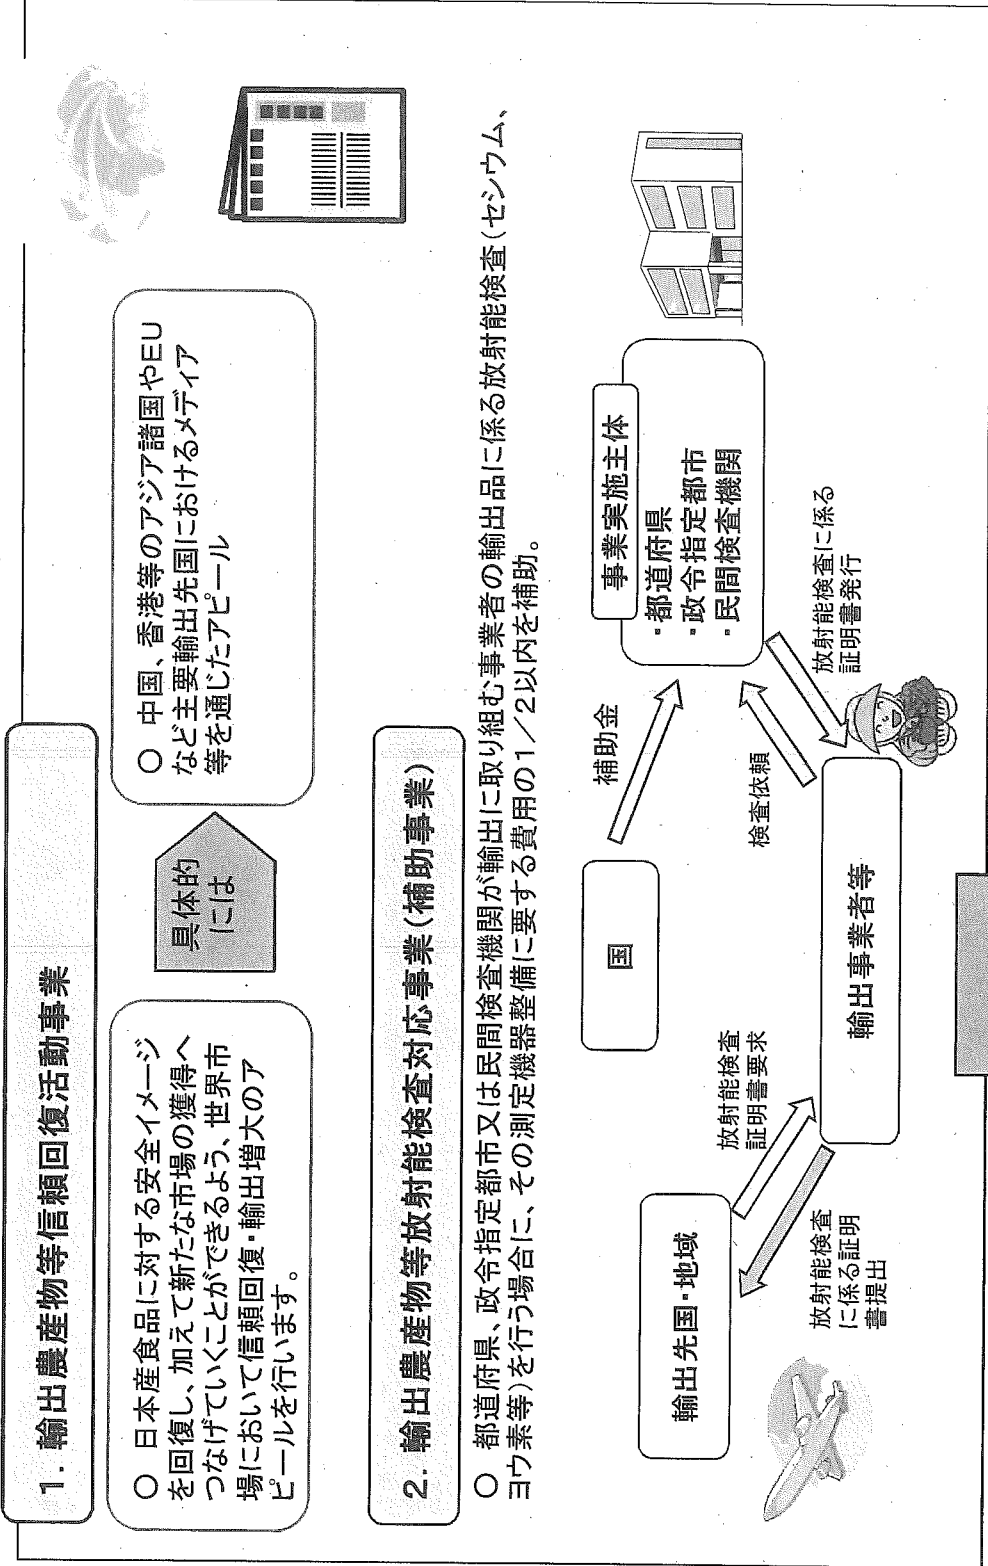 1. 輸出農産物等信頼回復活動事業
○ 日本産食品に対する安全イメージ
を回復し、加えて新たな市場の獲得へ
つなげていくことができるよう、世界市
場において信頼回復・輸出増大のア
ピールを行います。
具体的
には
○ 中国、香港等のアジア諸国やEU
など主要輸出先国におけるメディア
等を通じたアピール
2. 輸出農産物等放射能検査対応事業(補助事業)
○ 都道府県、政令指定都市又は民間検査機関が輸出に取り組む事業者の輸出品に係る放射能検査(セシウム、
ヨウ素等)を行う場合に、その測定機器整備に要する費用の1/2以内を補助。
国
補助金
事業実施主体
・都道府県
・政令指定都市
・民間検査機関
輸出先国・地域
放射能検査
証明書要求
放射能検査
に係る証明
書提出
輸出事業者等
検査依頼
放射能検査に係る
証明書発行